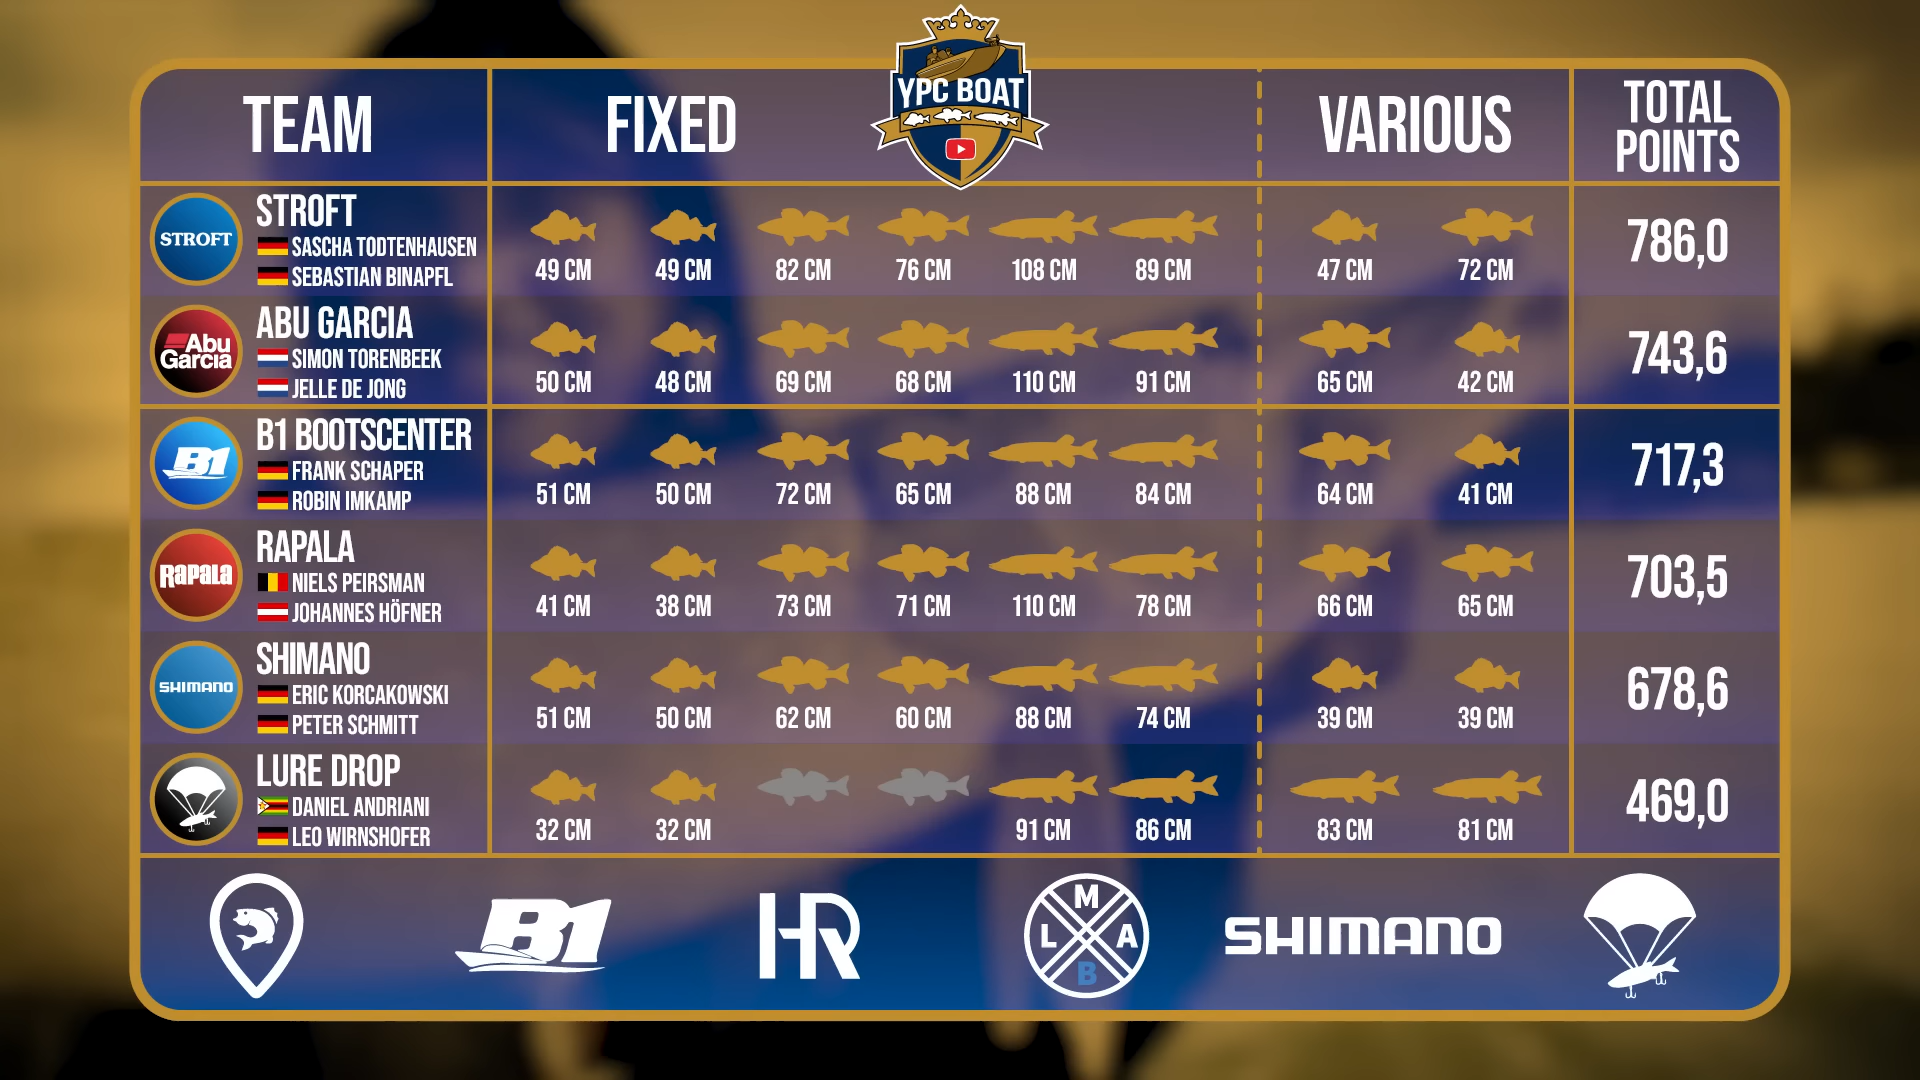 YPC BOAT
TEAM FIXED VARIOUS TOTAL POINTS
STROFT
STROFT
SASCHA TODTENHAUSEN
SEBASTIAN BINAPFL
49 CM 49 CM 82 CM 76 CM 108 CM 89 CM 47 CM 72 CM
786,0
Abu Garcia
ABU GARCIA
SIMON TORENBEEK
JELLE DE JONG
50 CM 48 CM 69 CM 68 CM 110 CM 91 CM 65 CM 42 CM
743,6
B1
B1 BOOTSCENTER
FRANK SCHAPER
ROBIN IMKAMP
51 CM 50 CM 72 CM 65 CM 88 CM 84 CM 64 CM 41 CM
717,3
RAPALA
RAPALA
NIELS PEIRSMAN
JOHANNES HÖFNER
41 CM 38 CM 73 CM 71 CM 110 CM 78 CM 66 CM 65 CM
703,5
SHIMANO
SHIMANO
ERIC KORCAKOWSKI
PETER SCHMITT
51 CM 50 CM 62 CM 60 CM 88 CM 74 CM 39 CM 39 CM
678,6
LURE DROP
DANIEL ANDRIANI
LEO WIRNSHOFER
32 CM 32 CM 91 CM 86 CM 83 CM 81 CM
469,0
B1 HR L M A B SHIMANO